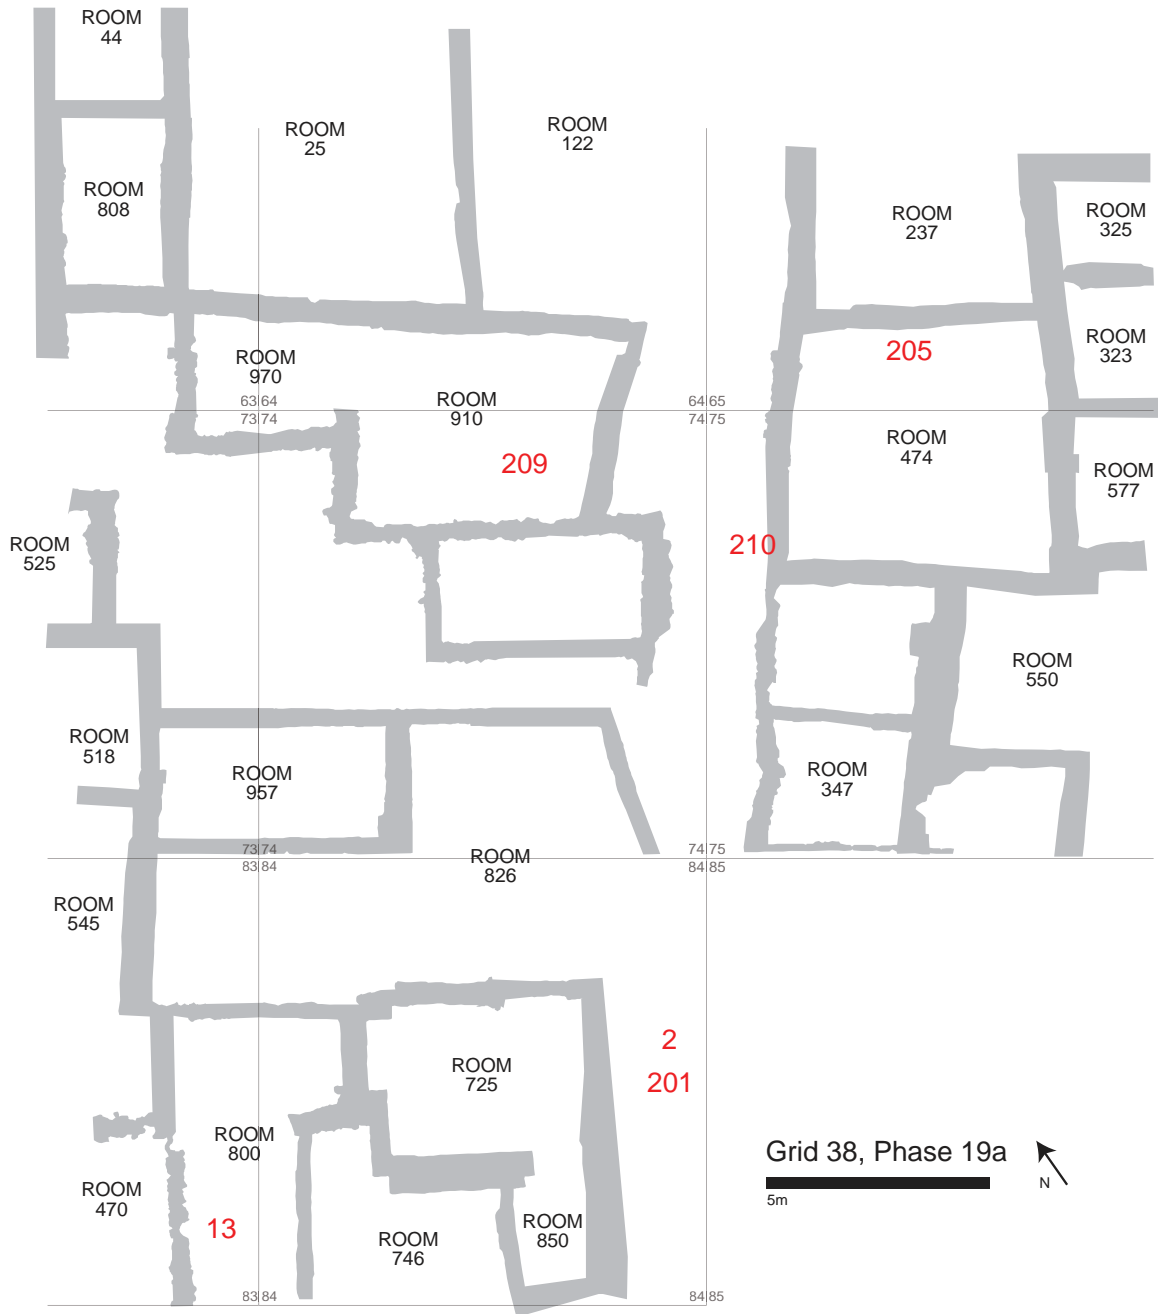 ROOM
44
ROOM
25
ROOM
122
ROOM
808
ROOM
237
ROOM
325
ROOM
323
205
ROOM
970
ROOM
910
63 64
73 74
64 65
74 75
ROOM
474
209
ROOM
577
ROOM
525
210
ROOM
550
ROOM
518
ROOM
957
ROOM
347
73 74
83 84
74 75
84 85
ROOM
826
ROOM
545
2
201
ROOM
725
ROOM
800
ROOM
470
13
ROOM
746
ROOM
850
Grid 38, Phase 19a
N
5m
83 84
84 85